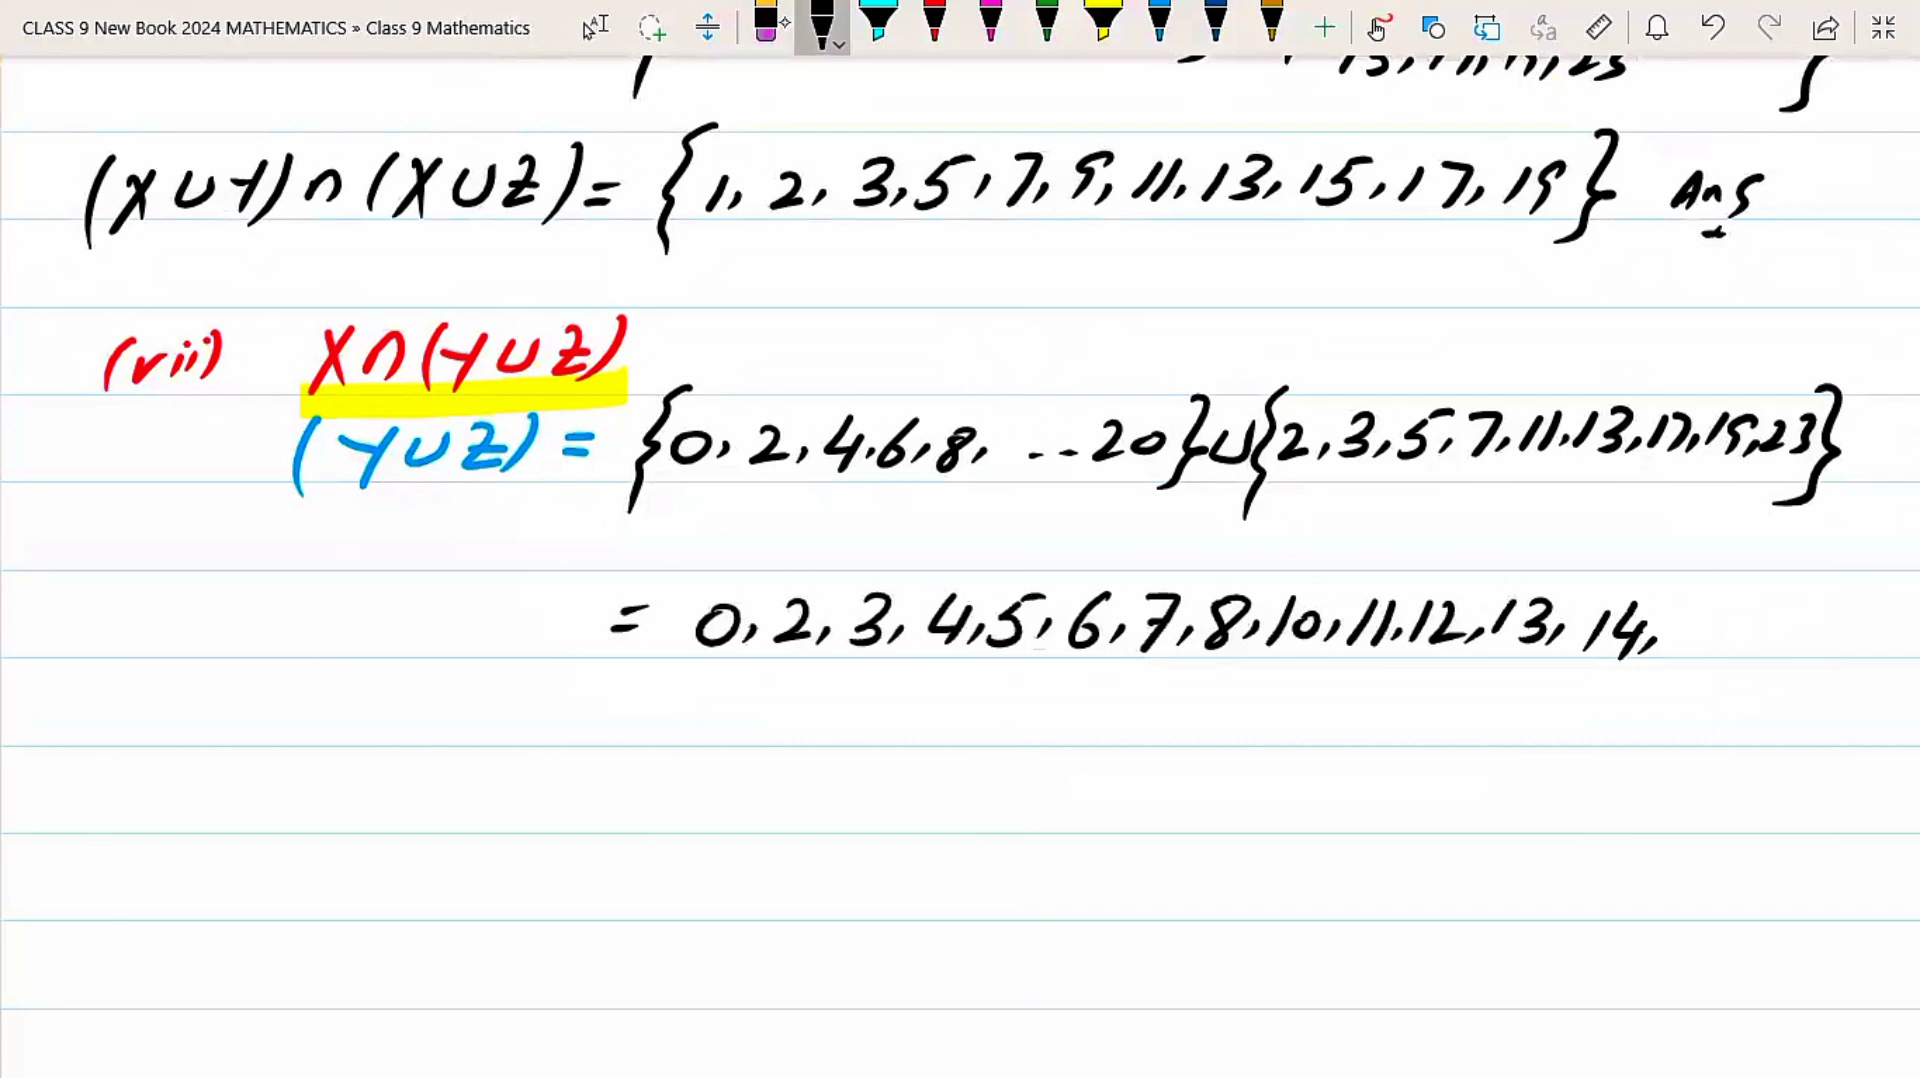 CLASS 9 New Book 2024 MATHEMATICS » Class 9 Mathematics
(X∪Y)∩(X∪Z)= {1, 2, 3, 5, 7, 9, 11, 13, 15, 17, 19} Ans
(vii) X∩(Y∪Z)
(Y∪Z) = {0, 2, 4, 6, 8, ...20}∪{2, 3, 5, 7, 11, 13, 17, 19, 23}
= 0, 2, 3, 4, 5, 6, 7, 8, 10, 11, 12, 13, 14,